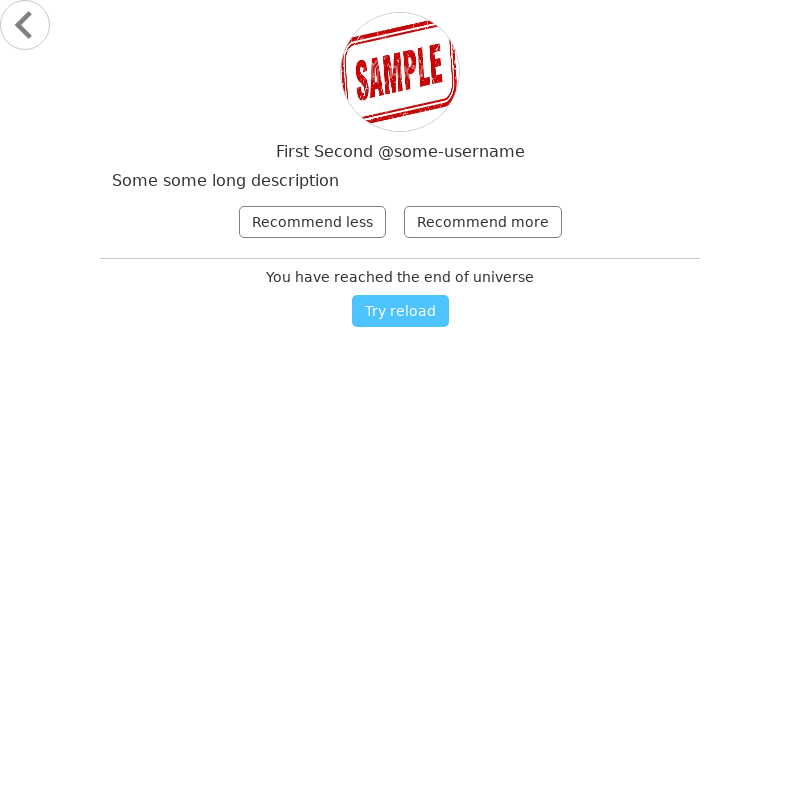 SAMPLE
First Second @some-username
Some some long description
Recommend less Recommend more
You have reached the end of universe
Try reload